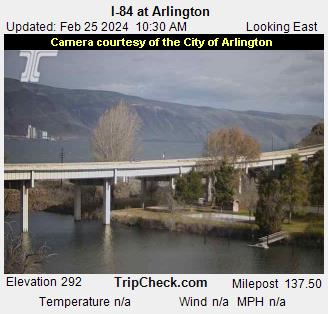 I-84 at Arlington
Updated: Feb 25 2024 10:30 AM Looking East
Camera courtesy of the City of Arlington
Elevation 292 TripCheck.com Milepost 137.50
Temperature n/a Wind n/a MPH n/a